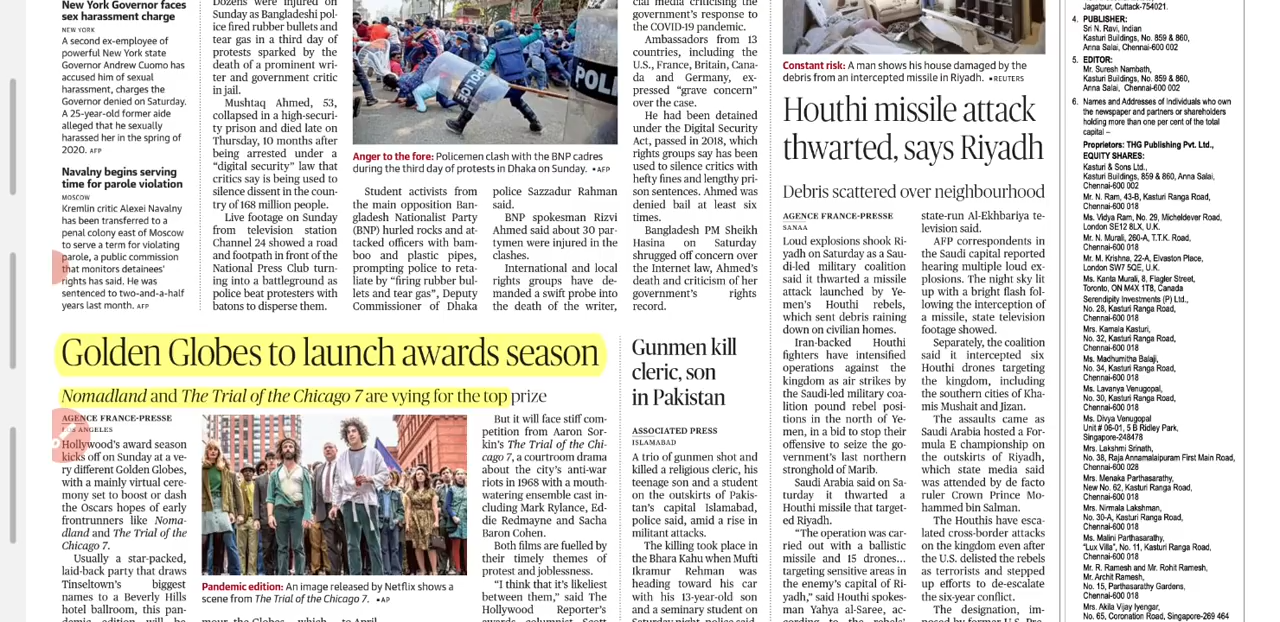 New York Governor faces
sex harassment charge
NEW YORK
A second ex-employee of
powerful New York state
Governor Andrew Cuomo has
accused him of sexual
harassment, charges the
Governor denied on Saturday.
A 25-year-old former aide
alleged that he sexually
harassed her in the spring of
2020. AFP
Navalny begins serving
time for parole violation
MOSCOW
Kremlin critic Alexei Navalny
has been transferred to a
penal colony east of Moscow
to serve a term for violating
parole, a public commission
that monitors detainees'
rights has said. He was
sentenced to two-and-a-half
years last month. AFP
Dozens were injured on
Sunday as Bangladeshi pol-
ice fired rubber bullets and
tear gas in a third day of
protests sparked by the
death of a prominent wri-
ter and government critic
in jail.
Mushtaq Ahmed, 53,
collapsed in a high-securi-
ty prison and died late on
Thursday, 10 months after
being arrested under a
“digital security” law that
critics say is being used to
silence dissent in the coun-
try of 168 million people.
Live footage on Sunday
from television station
Channel 24 showed a road
and footpath in front of the
National Press Club turn-
ing into a battleground as
police beat protesters with
batons to disperse them.
POLICE
POL
Anger to the fore: Policemen clash with the BNP cadres
during the third day of protests in Dhaka on Sunday. •AFP
Student activists from
the main opposition Ban-
gladesh Nationalist Party
(BNP) hurled rocks and at-
tacked officers with bam-
boo and plastic pipes,
prompting police to reta-
liate by “firing rubber bul-
lets and tear gas”, Deputy
Commissioner of Dhaka
police Sazzadur Rahman
said.
BNP spokesman Rizvi
Ahmed said about 30 par-
tymen were injured in the
clashes.
International and local
rights groups have de-
manded a swift probe into
the death of the writer,
cial media criticising the
government's response to
the COVID-19 pandemic.
Ambassadors from 13
countries, including the
U.S., France, Britain, Cana-
da and Germany, ex-
pressed “grave concern”
over the case.
He had been detained
under the Digital Security
Act, passed in 2018, which
rights groups say has been
used to silence critics with
hefty fines and lengthy pri-
son sentences. Ahmed was
denied bail at least six
times.
Bangladesh PM Sheikh
Hasina on Saturday
shrugged off concern over
the Internet law, Ahmed's
death and criticism of her
government's rights
record.
Golden Globes to launch awards season
Nomadland and The Trial of the Chicago 7 are vying for the top prize
AGENCE FRANCE-PRESSE
LOS ANGELES
Hollywood's award season
kicks off on Sunday at a ve-
ry different Golden Globes,
with a mainly virtual cere-
mony set to boost or dash
the Oscars hopes of early
frontrunners like Noma-
dland and The Trial of the
Chicago 7.
Usually a star-packed,
laid-back party that draws
Tinseltown's biggest
names to a Beverly Hills
hotel ballroom, this pan-
demic edition will be
Pandemic edition: An image released by Netflix shows a
scene from The Trial of the Chicago 7. •AP
mour the Globes, which
to April
But it will face stiff com-
petition from Aaron Sor-
kin's The Trial of the Chi-
cago 7, a courtroom drama
about the city's anti-war
riots in 1968 with a mouth-
watering ensemble cast in-
cluding Mark Rylance, Ed-
die Redmayne and Sacha
Baron Cohen.
Both films are fuelled by
their timely themes of
protest and joblessness.
“I think that it's likeliest
between them,” said The
Hollywood Reporter's
awards columnist Scott
Gunmen kill
cleric, son
in Pakistan
ASSOCIATED PRESS
ISLAMABAD
A trio of gunmen shot and
killed a religious cleric, his
teenage son and a student
on the outskirts of Pakis-
tan's capital Islamabad,
police said, amid a rise in
militant attacks.
The killing took place in
the Bhara Kahu when Mufti
Ikramur Rehman was
heading toward his car
with his 13-year-old son
and a seminary student on
Saturday night, police said
Constant risk: A man shows his house damaged by the
debris from an intercepted missile in Riyadh. •REUTERS
Houthi missile attack
thwarted, says Riyadh
Debris scattered over neighbourhood
AGENCE FRANCE-PRESSE
SANAA
Loud explosions shook Ri-
yadh on Saturday as a Sau-
di-led military coalition
said it thwarted a missile
attack launched by Ye-
men's Houthi rebels,
which sent debris raining
down on civilian homes.
Iran-backed Houthi
fighters have intensified
operations against the
kingdom as air strikes by
the Saudi-led military coa-
lition pound rebel posi-
tions in the north of Ye-
men, in a bid to stop their
offensive to seize the go-
vernment's last northern
stronghold of Marib.
Saudi Arabia said on Sa-
turday it thwarted a
Houthi missile that target-
ed Riyadh.
“The operation was car-
ried out with a ballistic
missile and 15 drones...
targeting sensitive areas in
the enemy's capital of Ri-
yadh,” said Houthi spokes-
man Yahya al-Saree, ac-
cording to the rebels'
state-run Al-Ekhbariya te-
levision said.
AFP correspondents in
the Saudi capital reported
hearing multiple loud ex-
plosions. The night sky lit
up with a bright flash fol-
lowing the interception of
a missile, state television
footage showed.
Separately, the coalition
said it intercepted six
Houthi drones targeting
the kingdom, including
the southern cities of Kha-
mis Mushait and Jizan.
The assaults came as
Saudi Arabia hosted a For-
mula E championship on
the outskirts of Riyadh,
which state media said
was attended by de facto
ruler Crown Prince Mo-
hammed bin Salman.
The Houthis have esca-
lated cross-border attacks
on the kingdom even after
the U.S. delisted the rebels
as terrorists and stepped
up efforts to de-escalate
the six-year conflict.
The designation, im-
posed by former U.S. Pre-
Jagatpur, Cuttack-754021.
4. PUBLISHER:
Sri N. Ravi, Indian
Kasturi Buildings, No. 859 & 860,
Anna Salai, Chennai-600 002
5. EDITOR:
Mr. Suresh Nambath,
Kasturi Buildings, No. 859 & 860,
Anna Salai, Chennai-600 002
6. Names and Addresses of Individuals who own
the newspaper and partners or shareholders
holding more than one per cent of the total
capital –
Proprietors: THG Publishing Pvt. Ltd.,
EQUITY SHARES:
Kasturi & Sons Ltd.,
Kasturi Buildings, 859 & 860, Anna Salai,
Chennai-600 002
Mr. N. Ram, 43-B, Kasturi Ranga Road,
Chennai-600 018
Ms. Vidya Ram, No. 29, Micheldever Road,
London SE12 8LX, U.K.
Mr. N. Murali, 260-A, T.T.K. Road,
Chennai-600 018
Mr. M. Krishna, 22-A, Elvaston Place,
London SW7 5QE, U.K.
Ms. Kanta Murali, 8, Flagler Street,
Toronto, ON M4X 1T8, Canada
Serendipity Investments (P) Ltd.,
No. 28, Kasturi Ranga Road,
Chennai-600 018
Mrs. Kamala Kasturi,
No. 32, Kasturi Ranga Road,
Chennai-600 018
Ms. Madhumitha Balaji,
No. 34, Kasturi Ranga Road,
Chennai-600 018
Ms. Lavanya Venugopal,
No. 30, Kasturi Ranga Road,
Chennai-600 018
Ms. Divya Venugopal
Unit # 06-01, 5 B Ridley Park,
Singapore-248478
Mrs. Lakshmi Srinath,
No. 38, Raja Annamalaipuram First Main Road,
Chennai-600 028
Mrs. Menaka Parthasarathy,
New No. 62, Kasturi Ranga Road,
Chennai-600 018
Mrs. Nirmala Lakshman,
No. 30-A, Kasturi Ranga Road,
Chennai-600 018
Ms. Malini Parthasarathy,
“Lux Villa”, No. 11, Kasturi Ranga Road,
Chennai-600 018
Mr. R. Ramesh and Mr. Rohit Ramesh,
Mr. Archit Ramesh,
No. 15, Parthasarathy Gardens,
Chennai-600 018
Mrs. Akila Vijay Iyengar,
No. 65, Coronation Road, Singapore-269 464